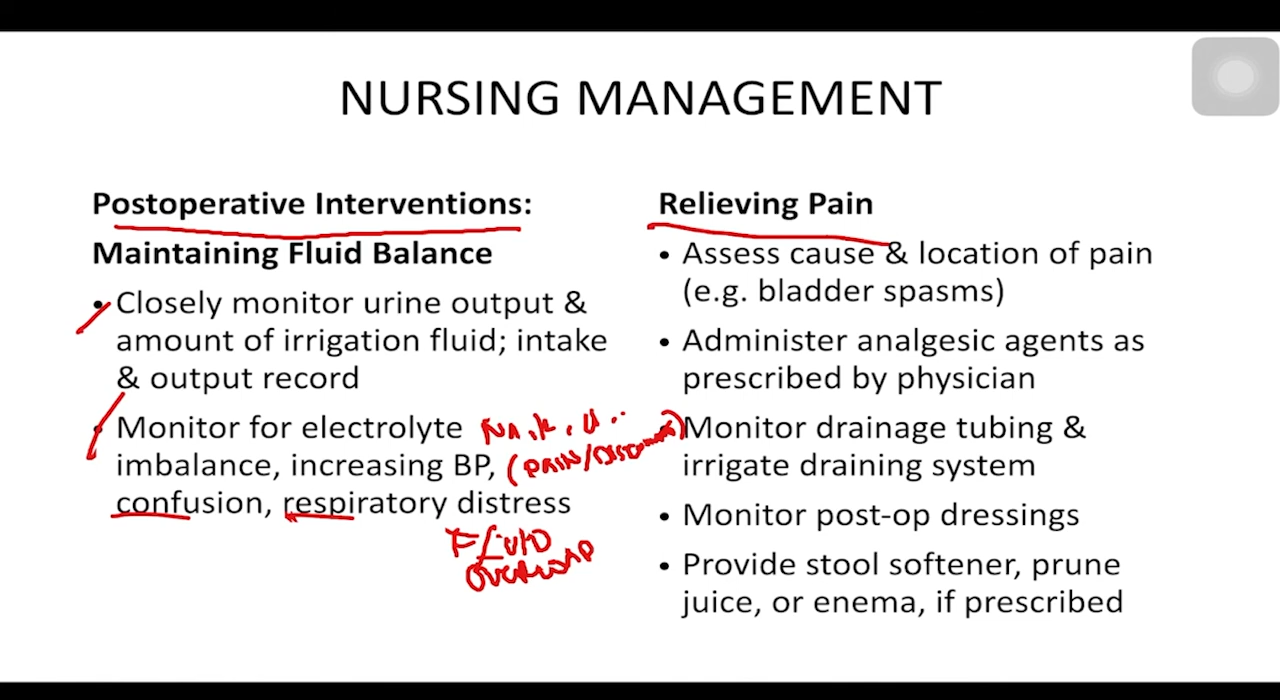 NURSING MANAGEMENT
Postoperative Interventions:
Maintaining Fluid Balance
• Closely monitor urine output &
amount of irrigation fluid; intake
& output record
• Monitor for electrolyte
imbalance, increasing BP,
confusion, respiratory distress
Na, K,
(PAIN/
FLUID
Relieving Pain
• Assess cause & location of pain
(e.g. bladder spasms)
• Administer analgesic agents as
prescribed by physician
• Monitor drainage tubing &
irrigate draining system
• Monitor post-op dressings
• Provide stool softener, prune
juice, or enema, if prescribed